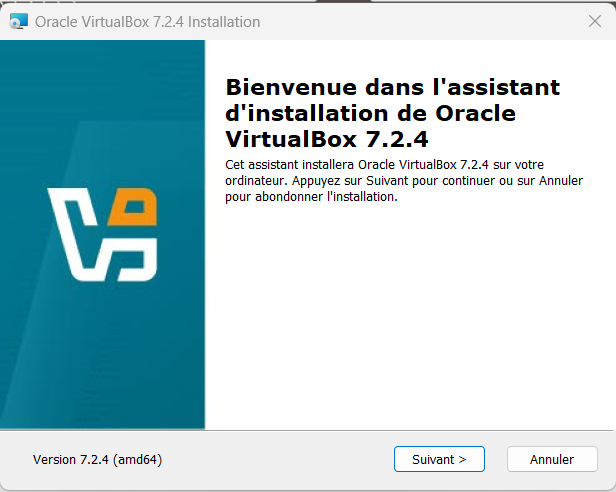 Oracle VirtualBox 7.2.4 Installation
Bienvenue dans l'assistant
d'installation de Oracle
VirtualBox 7.2.4
Cet assistant installera Oracle VirtualBox 7.2.4 sur votre
ordinateur. Appuyez sur Suivant pour continuer ou sur Annuler
pour abondonner l'installation.
Version 7.2.4 (amd64)
Suivant >
Annuler